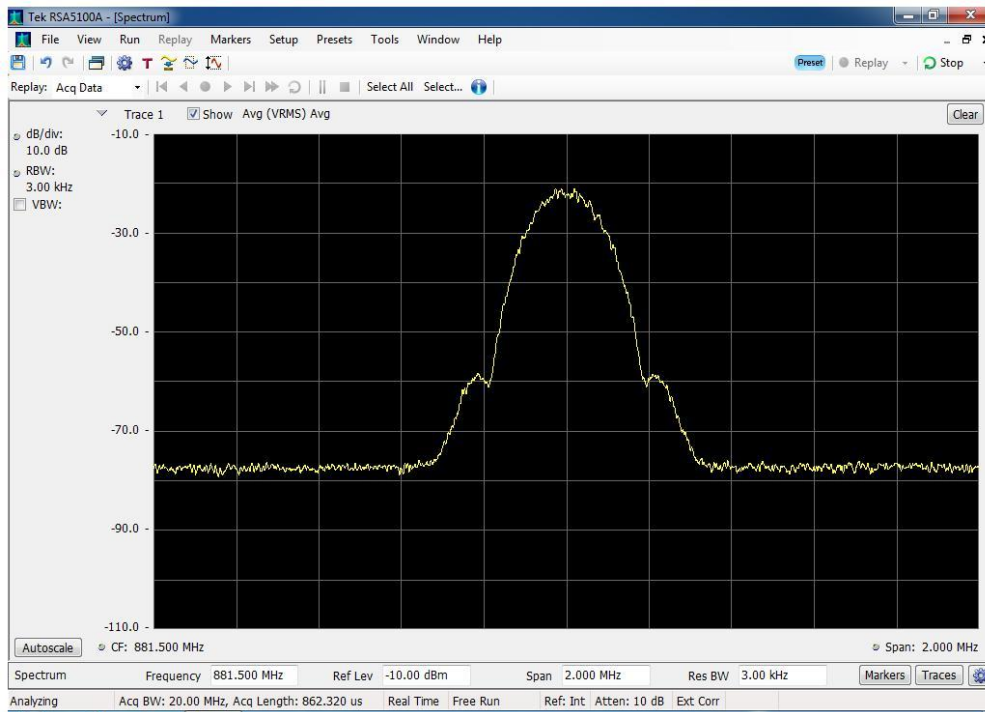 Tek RSA5100A - [Spectrum]
File View Run Replay Markers Setup Presets Tools Window Help
Preset Replay Stop
Replay: Acq Data Select All Select...
Trace 1 Show Avg (VRMS) Avg Clear
dB/div:
10.0 dB
RBW:
3.00 kHz
VBW:
-10.0
-30.0
-50.0
-70.0
-90.0
-110.0
Autoscale CF: 881.500 MHz Span: 2.000 MHz
Spectrum Frequency 881.500 MHz Ref Lev -10.00 dBm Span 2.000 MHz Res BW 3.00 kHz Markers Traces
Analyzing Acq BW: 20.00 MHz, Acq Length: 862.320 us Real Time Free Run Ref: Int Atten: 10 dB Ext Corr